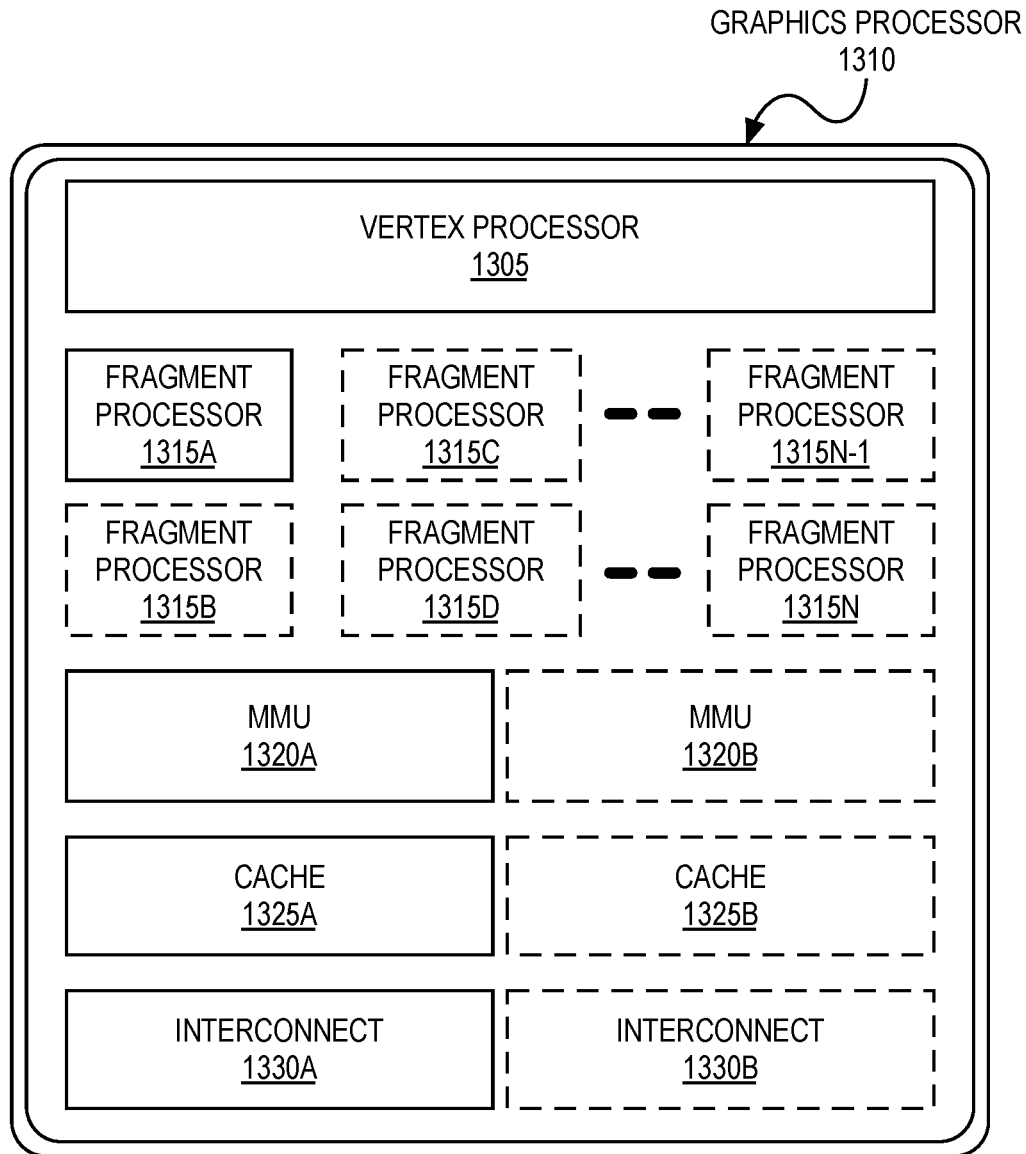 GRAPHICS PROCESSOR
1310
VERTEX PROCESSOR
1305
FRAGMENT
PROCESSOR
1315A
FRAGMENT
PROCESSOR
1315C
FRAGMENT
PROCESSOR
1315N-1
FRAGMENT
PROCESSOR
1315B
FRAGMENT
PROCESSOR
1315D
FRAGMENT
PROCESSOR
1315N
MMU
1320A
MMU
1320B
CACHE
1325A
CACHE
1325B
INTERCONNECT
1330A
INTERCONNECT
1330B